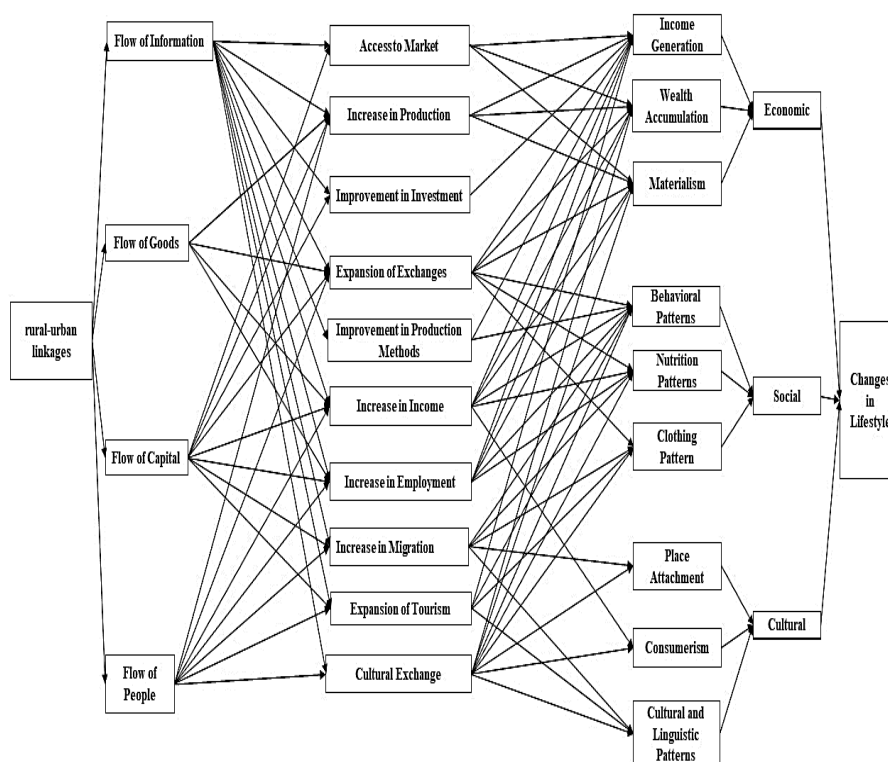 rural-urban
linkages
Flow of Information
Flow of Goods
Flow of Capital
Flow of
People
Accessto Market
Increase in Production
Improvement in Investment
Expansion of Exchanges
Improvement in Production
Methods
Increase in Income
Increase in Employment
Increase in Migration
Expansion of Tourism
Cultural Exchange
Income
Generation
Wealth
Accumulation
Materialism
Behavioral
Patterns
Nutrition
Patterns
Clothing
Pattern
Place
Attachment
Consumerism
Cultural and
Linguistic
Patterns
Economic
Social
Cultural
Changes
in
Lifestyle